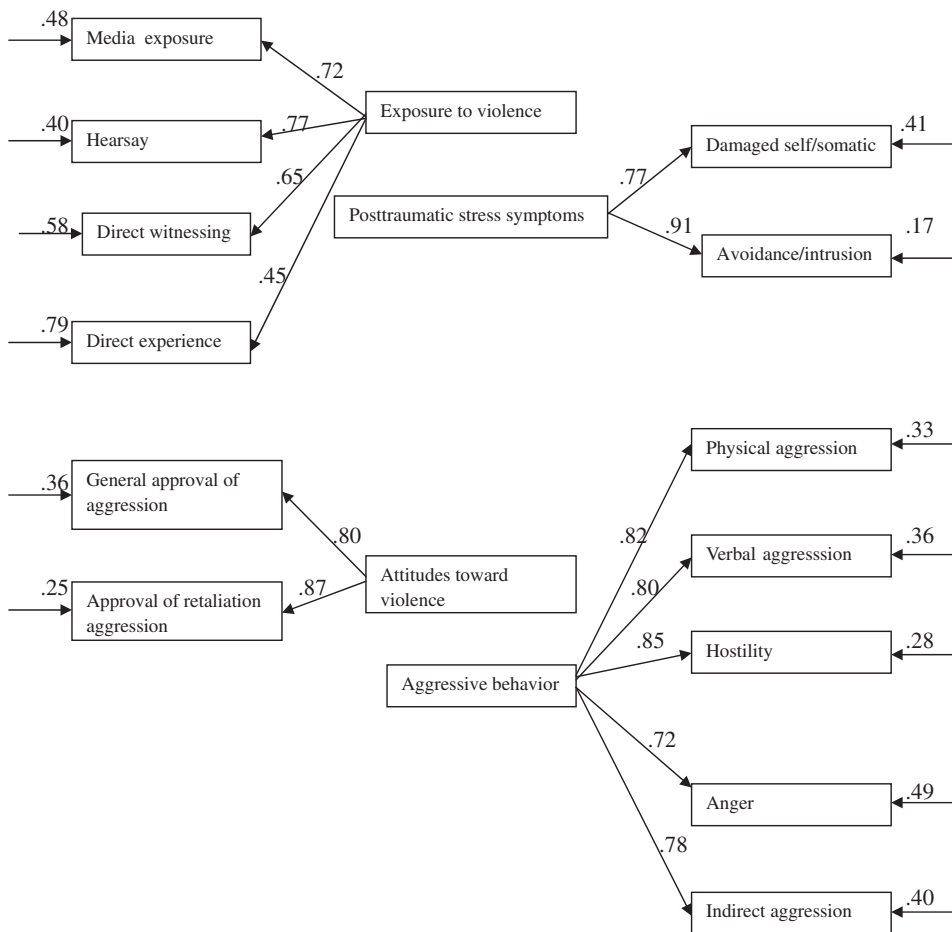 .48
Media exposure
.72
Exposure to violence
.40
Hearsay
.77
.65
.58
Direct witnessing
.45
.79
Direct experience
Posttraumatic stress symptoms
.77
Damaged self/somatic
.41
.91
Avoidance/intrusion
.17
.36
General approval of
aggression
.80
Attitudes toward
violence
.25
Approval of retaliation
aggression
.87
Aggressive behavior
.82
Physical aggression
.33
.80
Verbal aggresssion
.36
.85
Hostility
.28
.72
Anger
.49
.78
Indirect aggression
.40